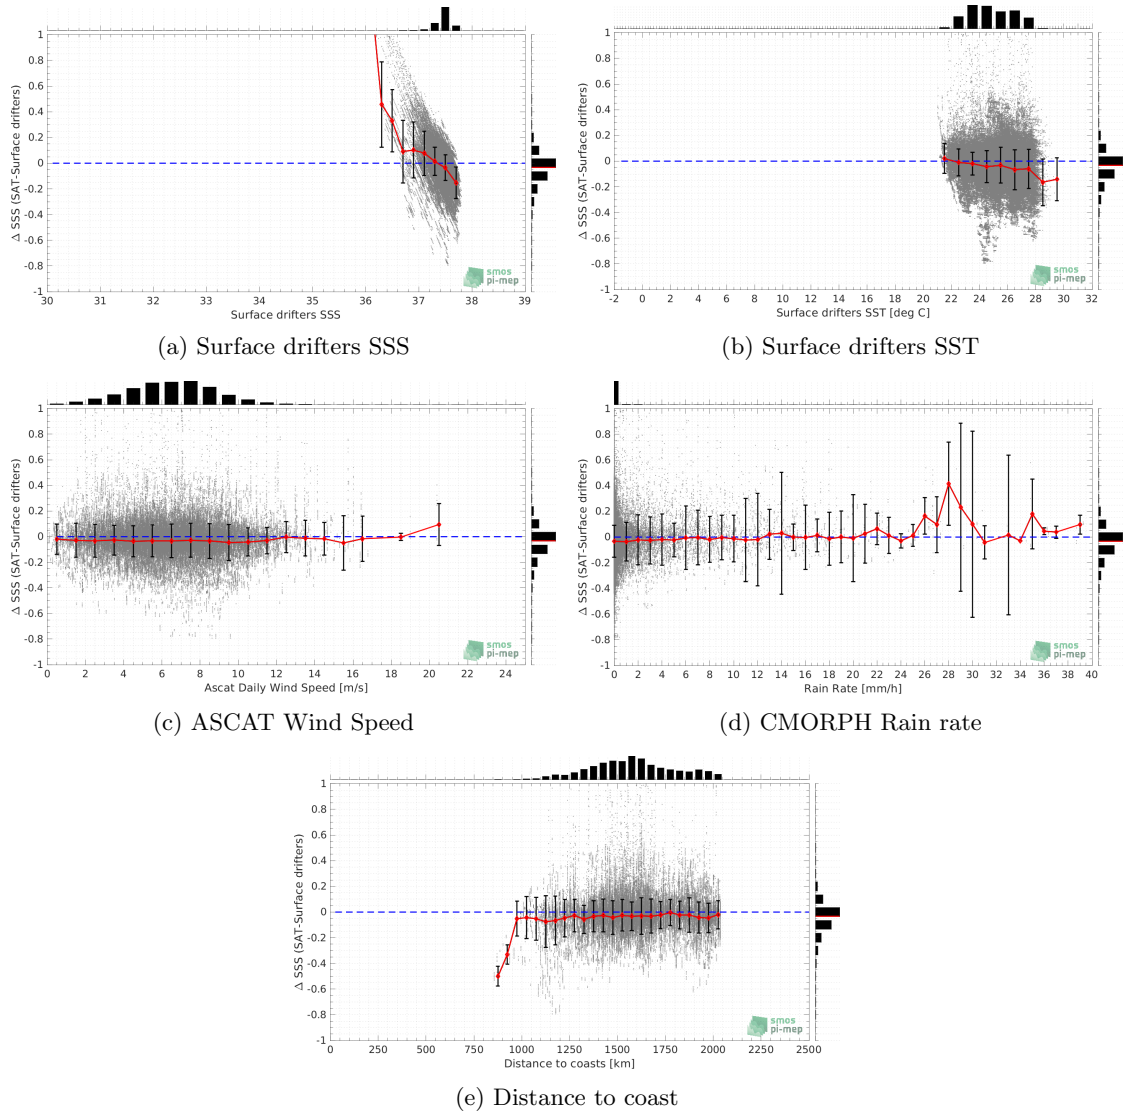 Δ SSS (SAT-Surface drifters)
1
0.8
0.6
0.4
0.2
0
-0.2
-0.4
-0.6
-0.8
-1
30 31 32 33 34 35 36 37 38 39
Surface drifters SSS
smos
pi-mep
(a) Surface drifters SSS
Δ SSS (SAT-Surface drifters)
1
0.8
0.6
0.4
0.2
0
-0.2
-0.4
-0.6
-0.8
-1
-2 0 2 4 6 8 10 12 14 16 18 20 22 24 26 28 30 32
Surface drifters SST [deg C]
smos
pi-mep
(b) Surface drifters SST
Δ SSS (SAT-Surface drifters)
1
0.8
0.6
0.4
0.2
0
-0.2
-0.4
-0.6
-0.8
-1
0 2 4 6 8 10 12 14 16 18 20 22 24
Ascat Daily Wind Speed [m/s]
smos
pi-mep
(c) ASCAT Wind Speed
Δ SSS (SAT-Surface drifters)
1
0.8
0.6
0.4
0.2
0
-0.2
-0.4
-0.6
-0.8
-1
0 2 4 6 8 10 12 14 16 18 20 22 24 26 28 30 32 34 36 38 40
Rain Rate [mm/h]
smos
pi-mep
(d) CMORPH Rain rate
Δ SSS (SAT-Surface drifters)
1
0.8
0.6
0.4
0.2
0
-0.2
-0.4
-0.6
-0.8
-1
0 250 500 750 1000 1250 1500 1750 2000 2250 2500
Distance to coasts [km]
smos
pi-mep
(e) Distance to coast